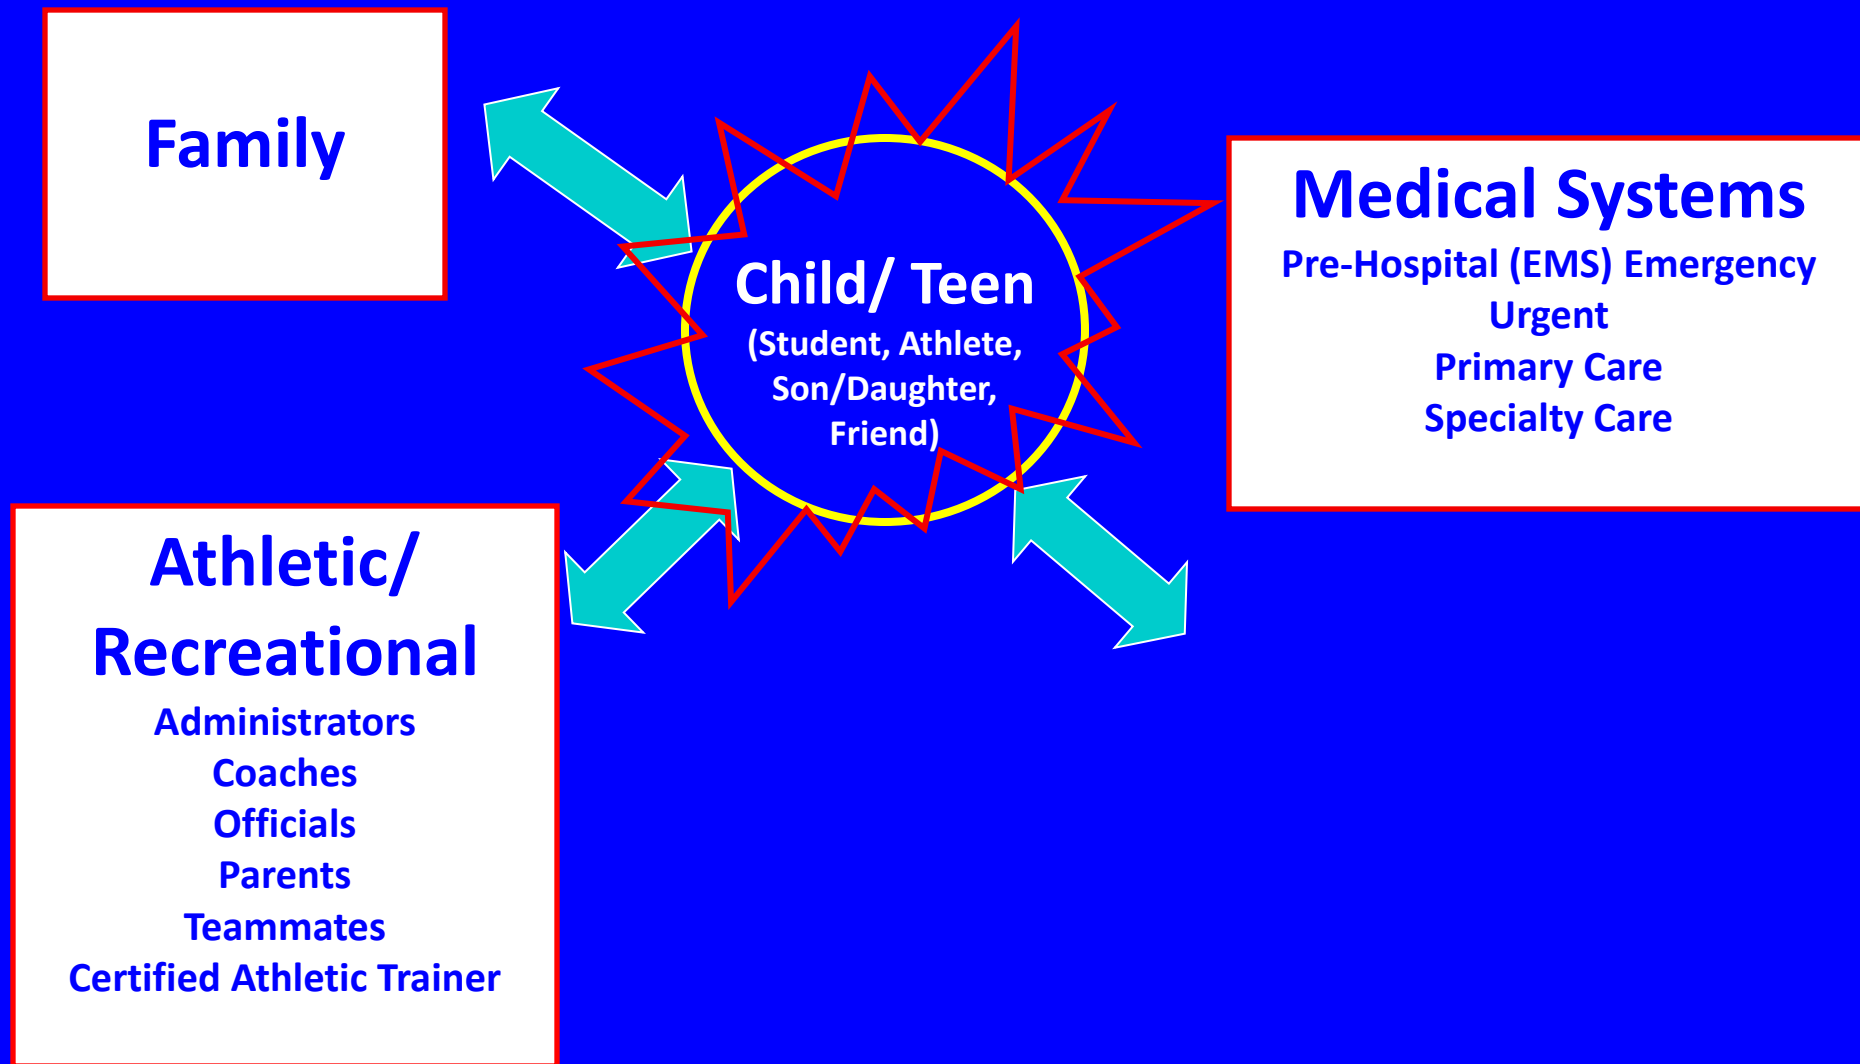 Family
Child/ Teen
(Student, Athlete,
Son/Daughter,
Friend)
Medical Systems
Pre-Hospital (EMS) Emergency
Urgent
Primary Care
Specialty Care
Athletic/
Recreational
Administrators
Coaches
Officials
Parents
Teammates
Certified Athletic Trainer